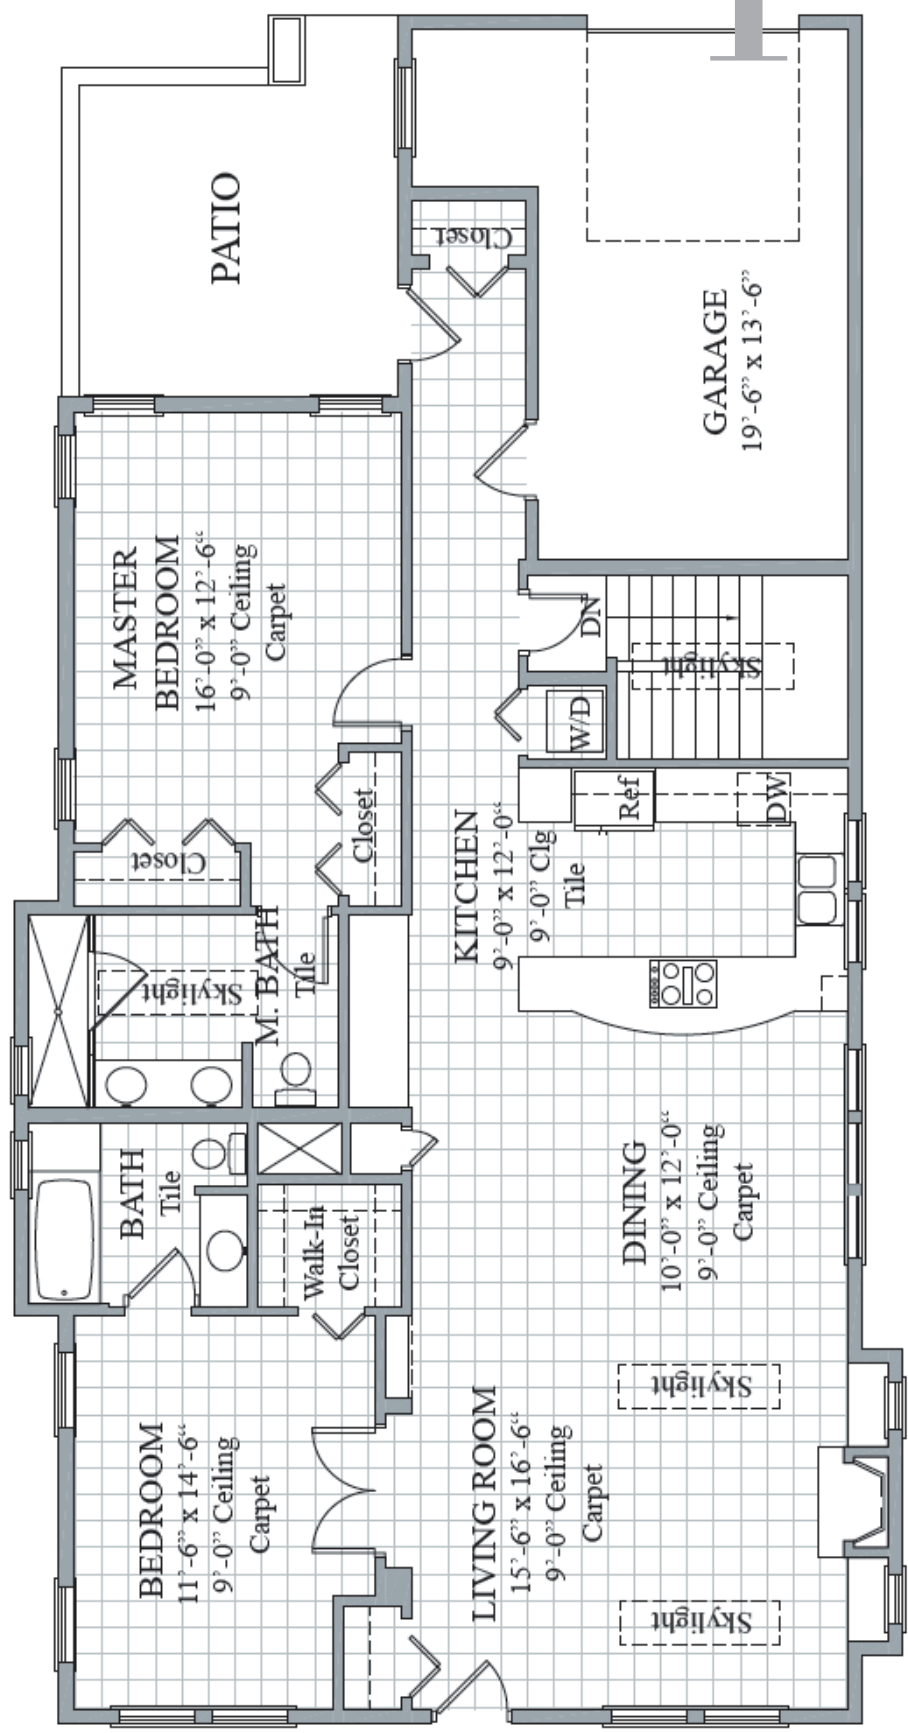 PATIO
Closet
GARAGE
19’-6” x 13’-6”
MASTER
BEDROOM
16’-0” x 12’-6“
9’-0” Ceiling
Carpet
DN
Skylight
W/D
Closet
Closet
KITCHEN
9’-0” x 12’-0“
9’-0” Clg
Tile
Ref
DW
M. BATH
Tile
Skylight
BATH
Tile
Walk-In
Closet
DINING
10’-0” x 12’-0“
9’-0” Ceiling
Carpet
Skylight
BEDROOM
11’-6” x 14’-6“
9’-0” Ceiling
Carpet
LIVING ROOM
15’-6” x 16’-6“
9’-0” Ceiling
Carpet
Skylight